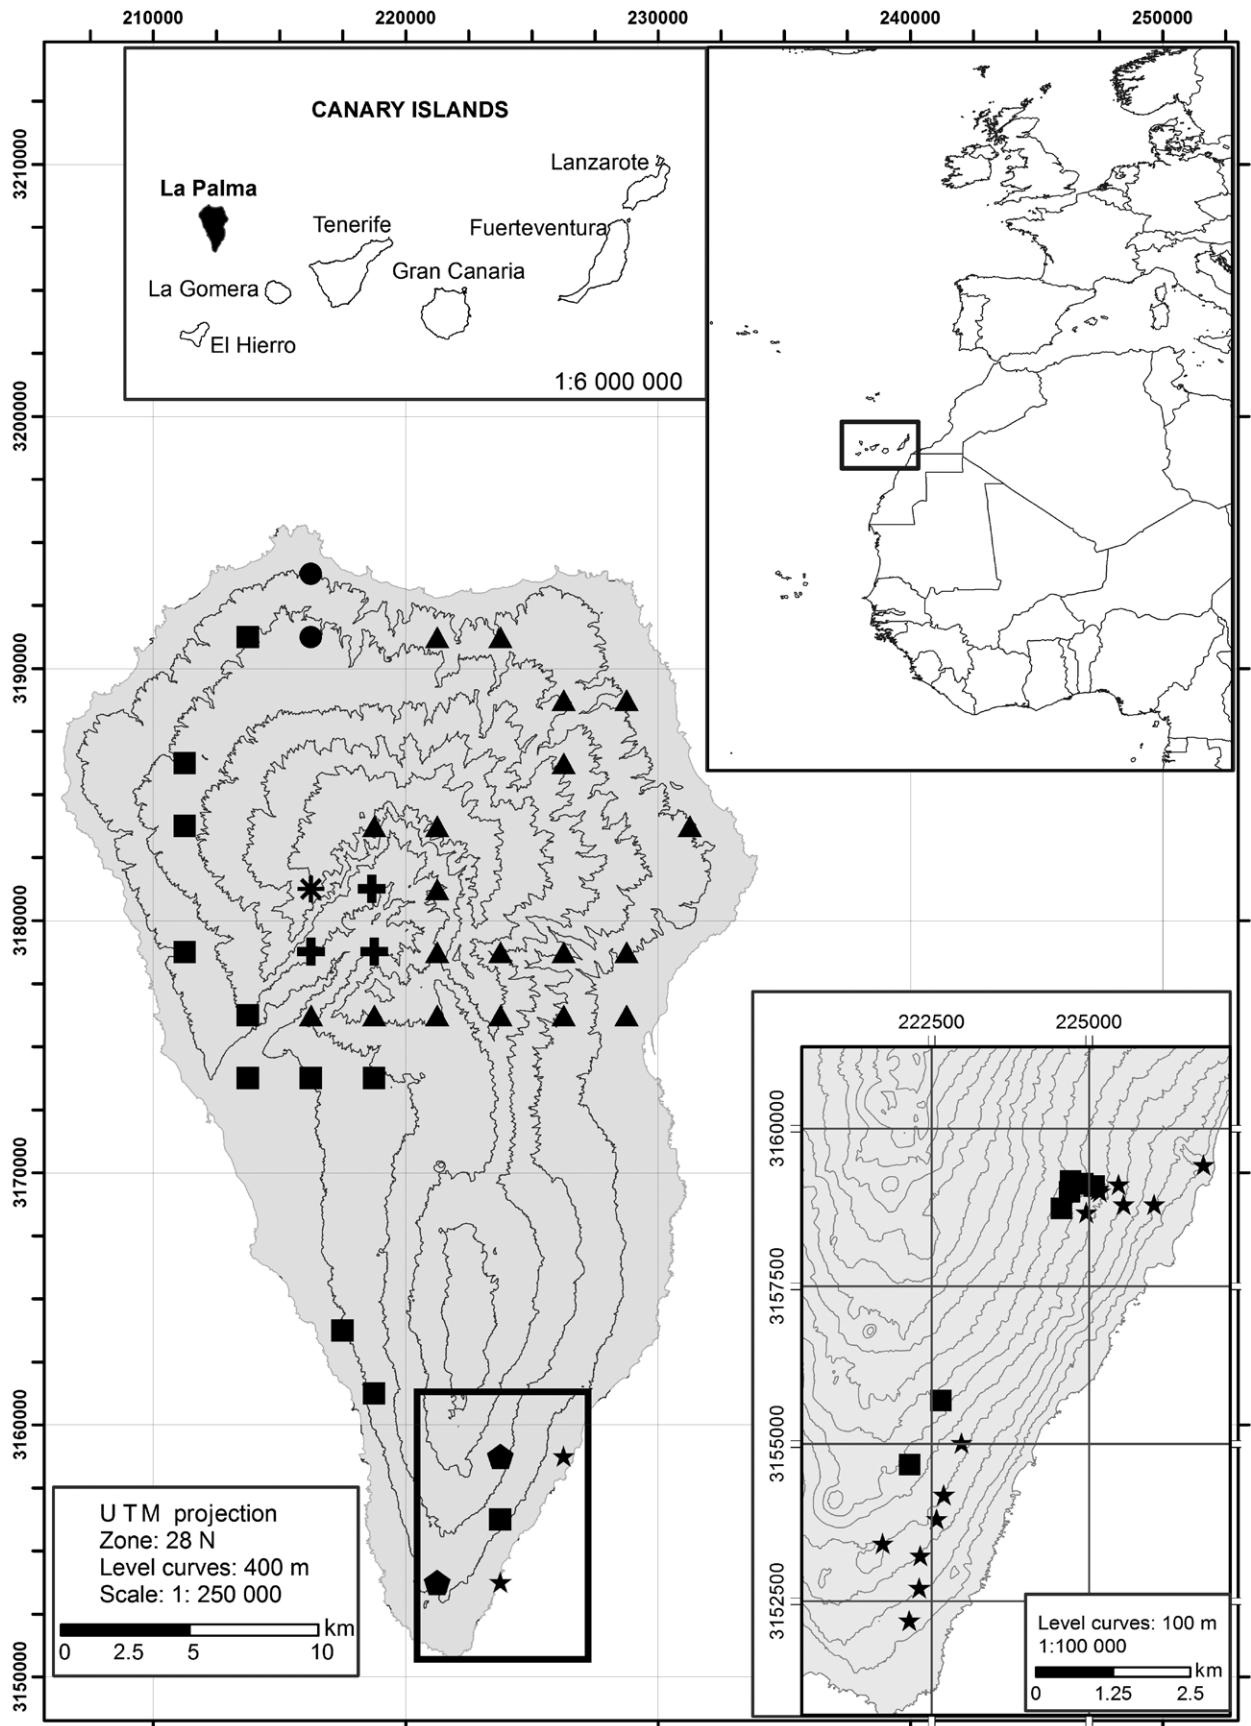 210000 220000 230000 240000 250000
CANARY ISLANDS
Lanzarote
La Palma
Tenerife
Fuerteventura
Gran Canaria
La Gomera
El Hierro
1:6 000 000
3210000
3200000
3190000
3180000
3170000
3160000
3150000
222500 225000
3160000
3157500
3155000
3152500
Level curves: 100 m
1:100 000
km
0 1.25 2.5
U T M projection
Zone: 28 N
Level curves: 400 m
Scale: 1: 250 000
km
0 2.5 5 10